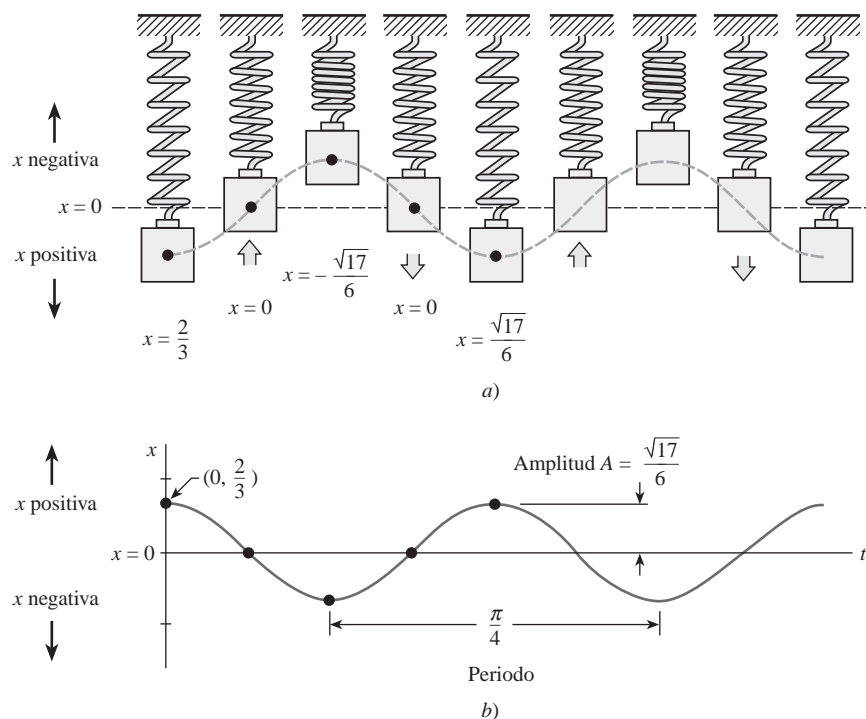 x negativa
x = 0
x positiva
x = 2/3
x = 0
x = - √17/6
x = 0
x = √17/6
a)
x
x positiva
(0, 2/3)
Amplitud A = √17/6
x = 0
t
x negativa
π/4
Periodo
b)